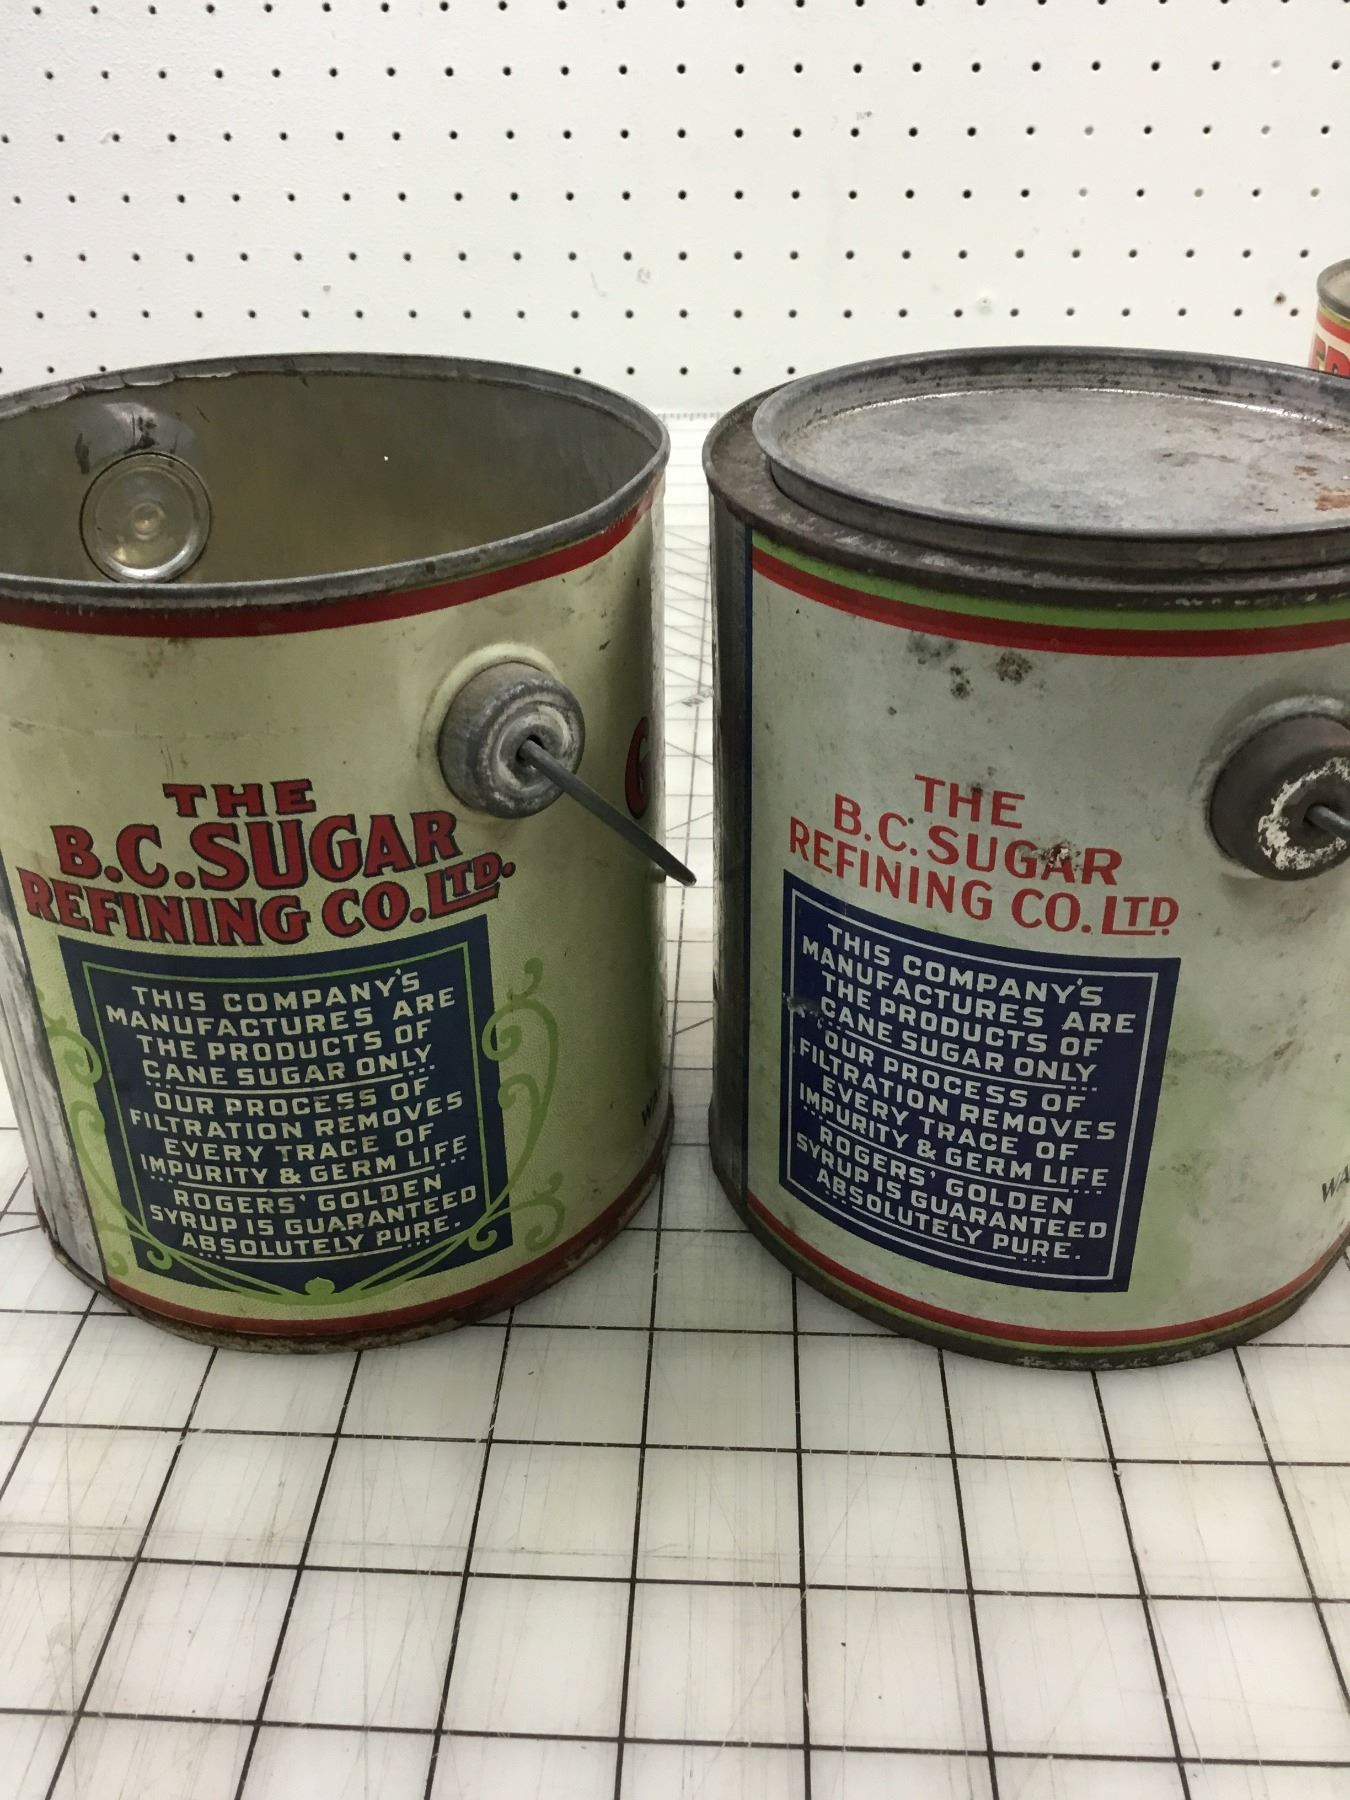 THE
B.C. SUGAR
REFINING CO. LTD.
THIS COMPANY'S
MANUFACTURES ARE
THE PRODUCTS OF
CANE SUGAR ONLY
OUR PROCESS OF
FILTRATION REMOVES
EVERY TRACE OF
IMPURITY & GERM LIFE
ROGERS' GOLDEN
SYRUP IS GUARANTEED
ABSOLUTELY PURE.
THE
B.C. SUGAR
REFINING CO. LTD.
THIS COMPANY'S
MANUFACTURES ARE
THE PRODUCTS OF
CANE SUGAR ONLY
OUR PROCESS OF
FILTRATION REMOVES
EVERY TRACE OF
IMPURITY & GERM LIFE
ROGERS' GOLDEN
SYRUP IS GUARANTEED
ABSOLUTELY PURE.